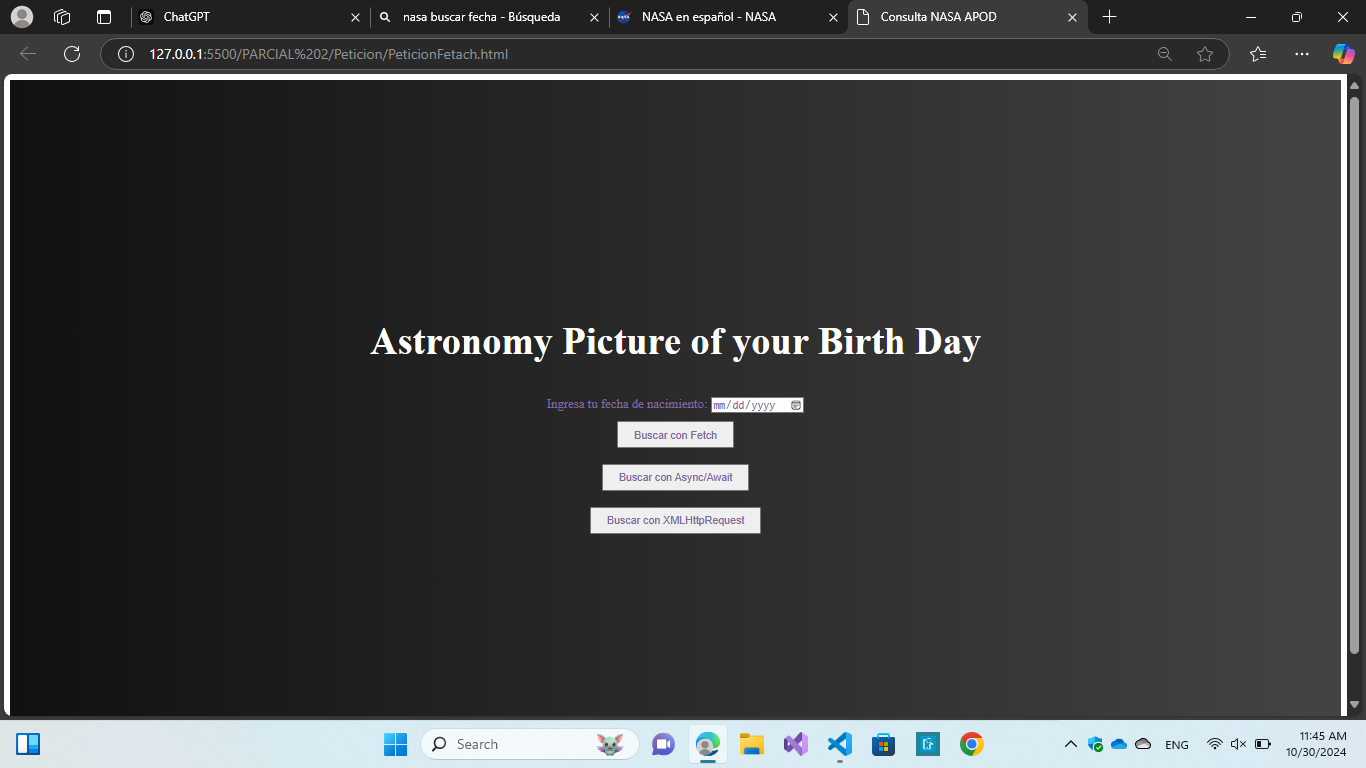 ChatGPT
nasa buscar fecha - Búsqueda
NASA en español - NASA
Consulta NASA APOD
127.0.0.1:5500/PARCIAL%202/Peticion/PeticionFetach.html
Astronomy Picture of your Birth Day
Ingresa tu fecha de nacimiento: mm/dd/yyyy
Buscar con Fetch
Buscar con Async/Await
Buscar con XMLHttpRequest
Search
ENG
11:45 AM
10/30/2024